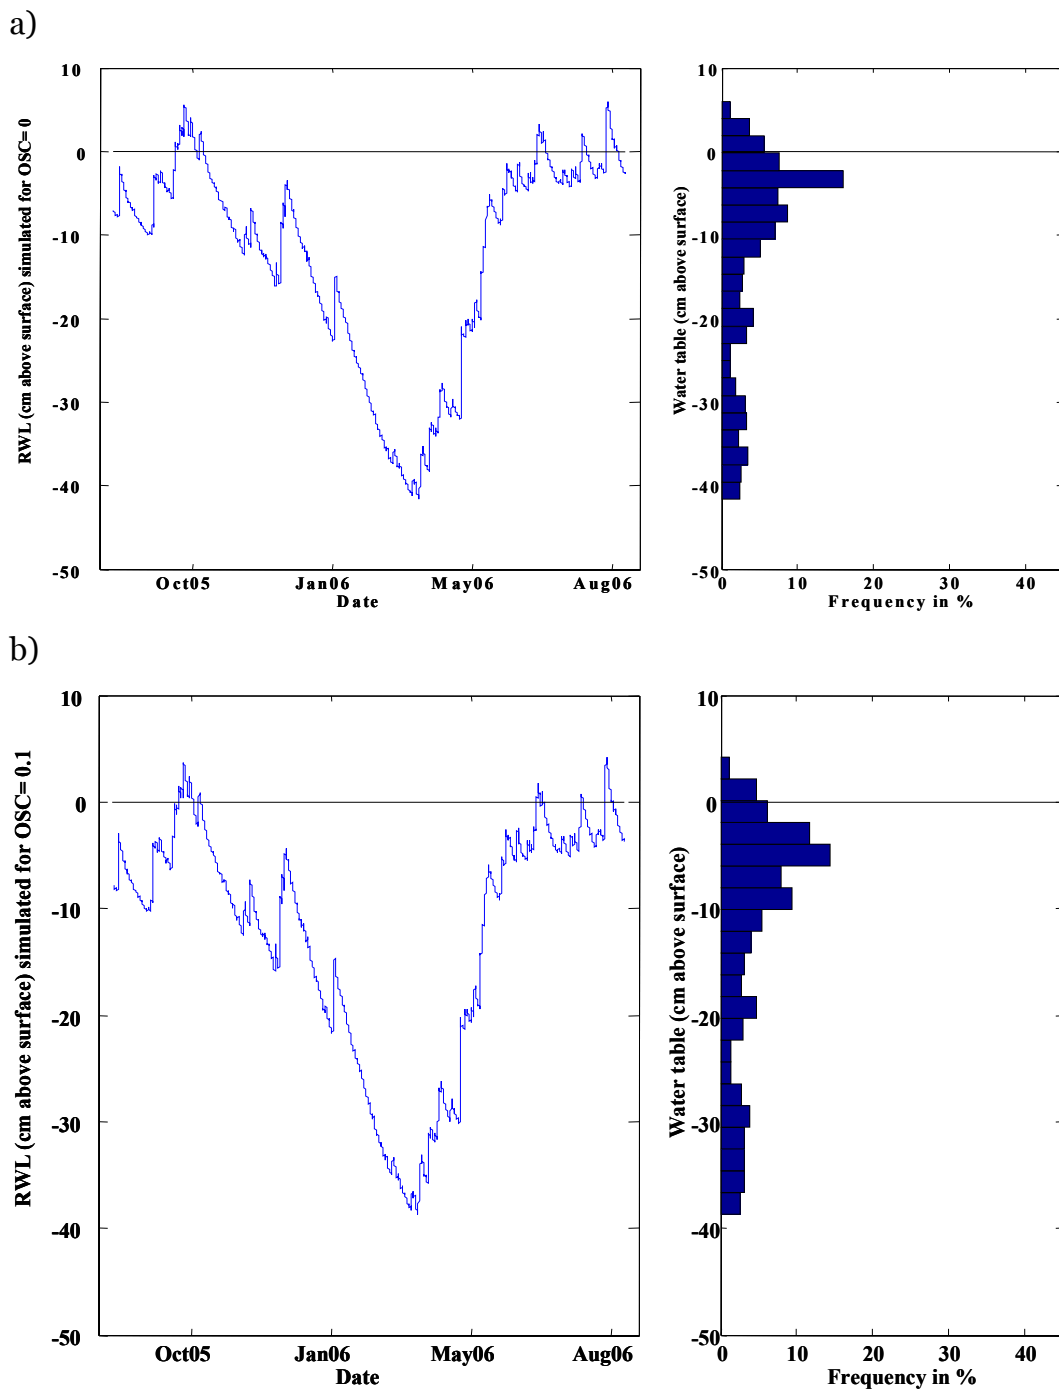 a)
10
0
-10
-20
-30
-40
-50
RWL (cm above surface) simulated for OSC= 0
Oct05 Jan06 May06 Aug06
Date
10
0
-10
-20
-30
-40
-50
Water table (cm above surface)
0 10 20 30 40
Frequency in %
b)
10
0
-10
-20
-30
-40
-50
RWL (cm above surface) simulated for OSC= 0.1
Oct05 Jan06 May06 Aug06
Date
10
0
-10
-20
-30
-40
-50
Water table (cm above surface)
0 10 20 30 40
Frequency in %